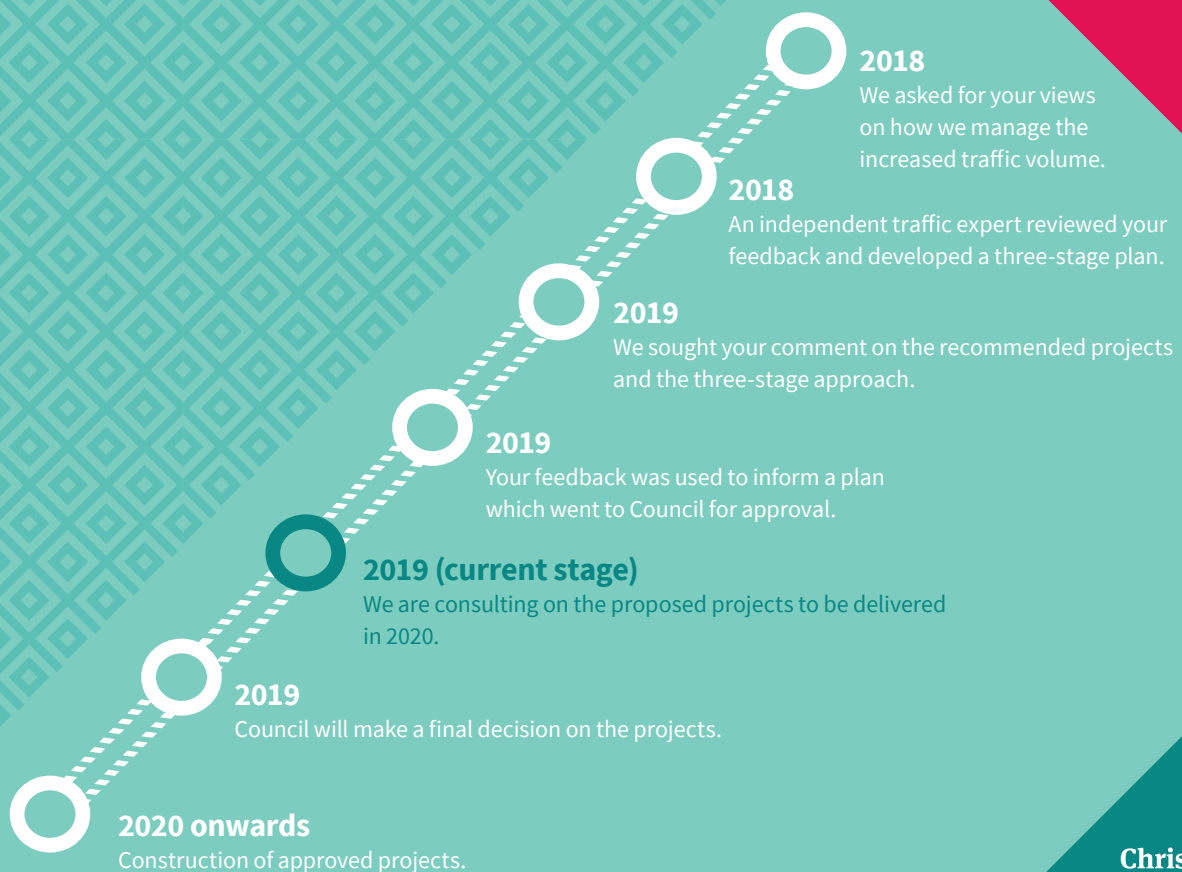 2018
We asked for your views
on how we manage the
increased traffic volume.
2018
An independent traffic expert reviewed your
feedback and developed a three-stage plan.
2019
We sought your comment on the recommended projects
and the three-stage approach.
2019
Your feedback was used to inform a plan
which went to Council for approval.
2019 (current stage)
We are consulting on the proposed projects to be delivered
in 2020.
2019
Council will make a final decision on the projects.
2020 onwards
Construction of approved projects.
Chris